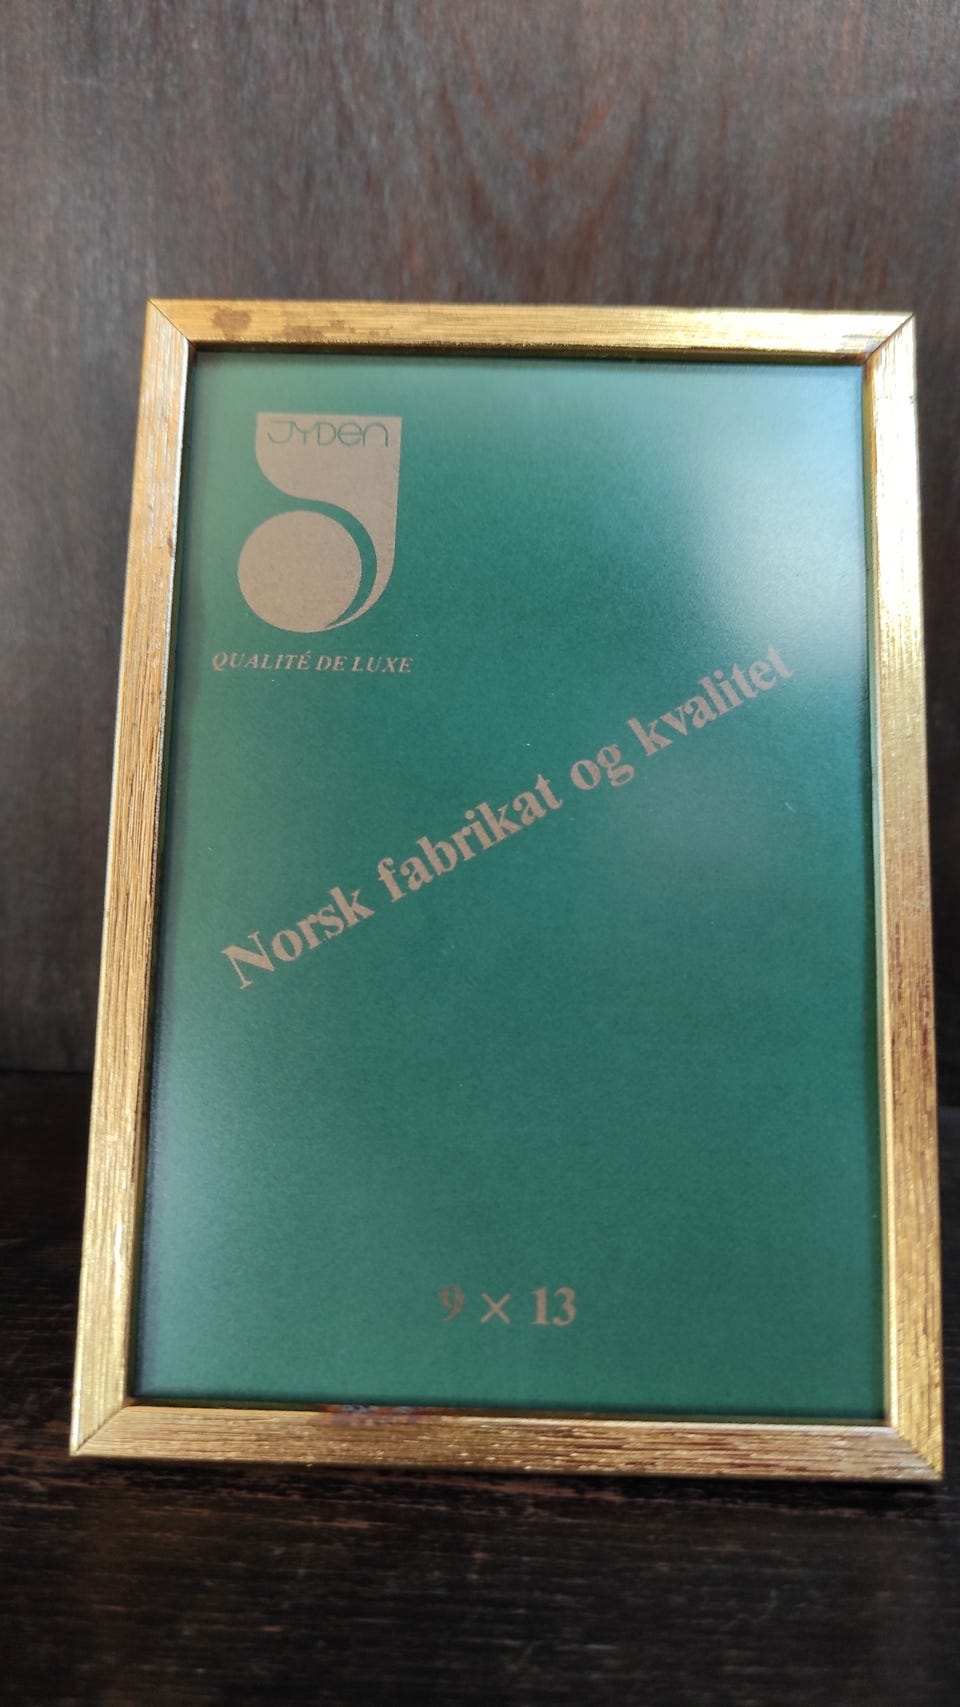 JYDEN
QUALITÉ DE LUXE
Norsk fabrikat og kvalitet
9 × 13